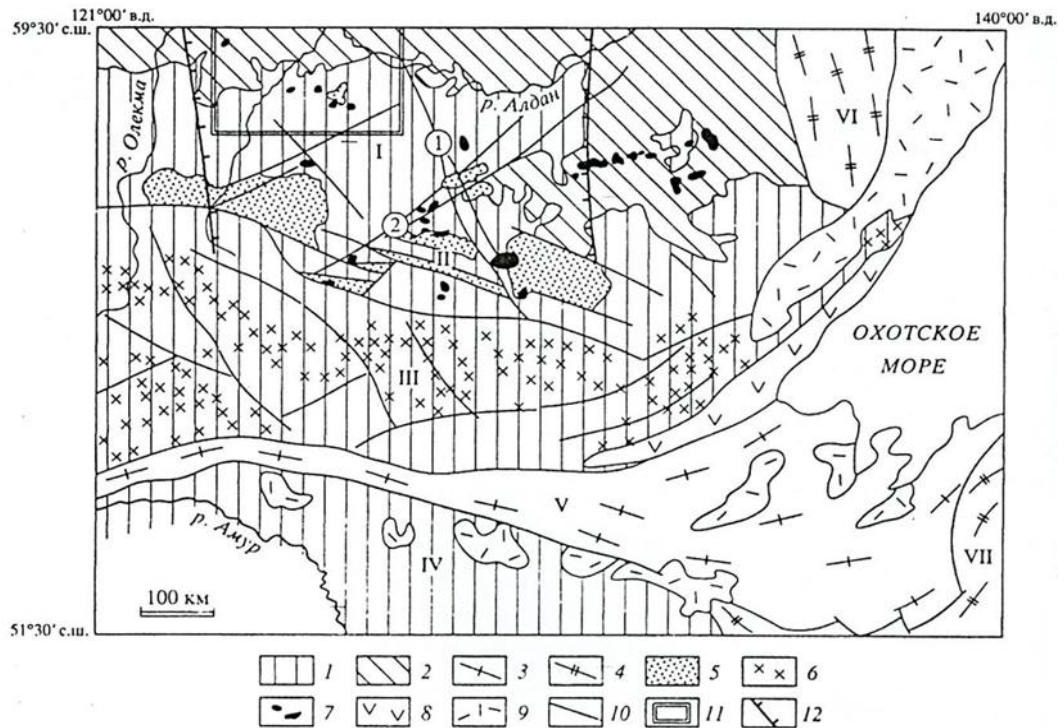 121°00' в.д.
140°00' в.д.
59°30' с.ш.
р. Олекма
р. Алдан
VI
I
1
2
II
ОХОТСКОЕ
МОРЕ
III
V
р. Амур
IV
VII
100 км
51°30' с.ш.
1 2 3 4 5 6
7 8 9 10 11 12